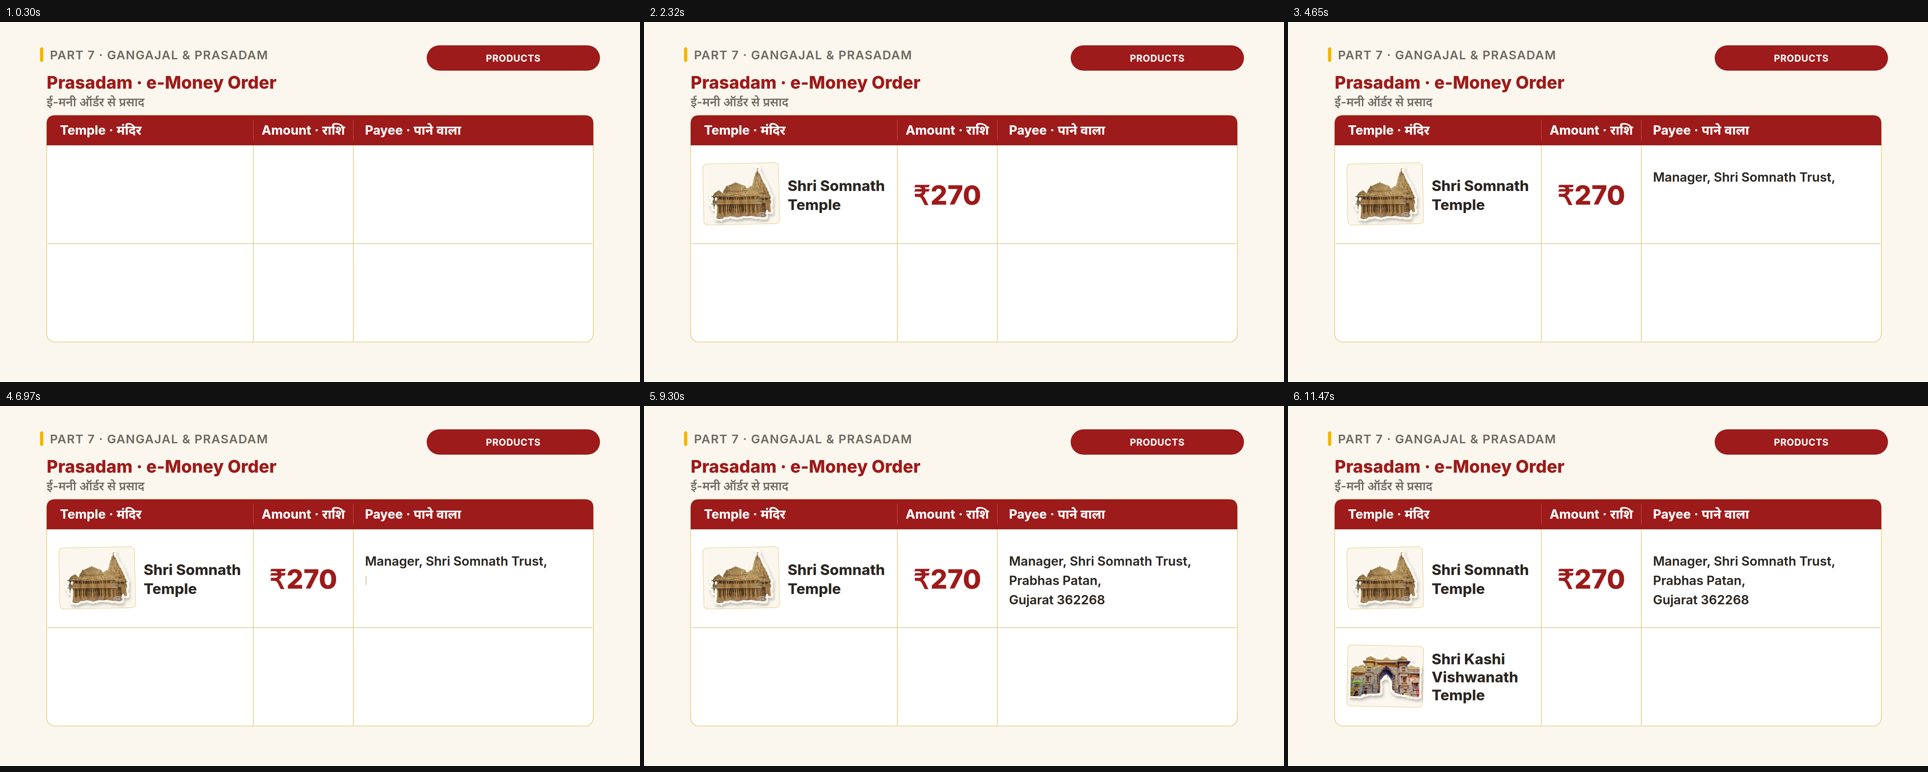 1. 0.30s
PART 7 · GANGAJAL & PRASADAM
PRODUCTS
Prasadam · e-Money Order
ई-मनी ऑर्डर से प्रसाद
Temple · मंदिर
Amount · राशि
Payee · पाने वाला
2. 2.32s
PART 7 · GANGAJAL & PRASADAM
PRODUCTS
Prasadam · e-Money Order
ई-मनी ऑर्डर से प्रसाद
Temple · मंदिर
Amount · राशि
Payee · पाने वाला
Shri Somnath
Temple
₹270
3. 4.65s
PART 7 · GANGAJAL & PRASADAM
PRODUCTS
Prasadam · e-Money Order
ई-मनी ऑर्डर से प्रसाद
Temple · मंदिर
Amount · राशि
Payee · पाने वाला
Shri Somnath
Temple
₹270
Manager, Shri Somnath Trust,
4. 6.97s
PART 7 · GANGAJAL & PRASADAM
PRODUCTS
Prasadam · e-Money Order
ई-मनी ऑर्डर से प्रसाद
Temple · मंदिर
Amount · राशि
Payee · पाने वाला
Shri Somnath
Temple
₹270
Manager, Shri Somnath Trust,
5. 9.30s
PART 7 · GANGAJAL & PRASADAM
PRODUCTS
Prasadam · e-Money Order
ई-मनी ऑर्डर से प्रसाद
Temple · मंदिर
Amount · राशि
Payee · पाने वाला
Shri Somnath
Temple
₹270
Manager, Shri Somnath Trust,
Prabhas Patan,
Gujarat 362268
6. 11.47s
PART 7 · GANGAJAL & PRASADAM
PRODUCTS
Prasadam · e-Money Order
ई-मनी ऑर्डर से प्रसाद
Temple · मंदिर
Amount · राशि
Payee · पाने वाला
Shri Somnath
Temple
₹270
Manager, Shri Somnath Trust,
Prabhas Patan,
Gujarat 362268
Shri Kashi
Vishwanath
Temple